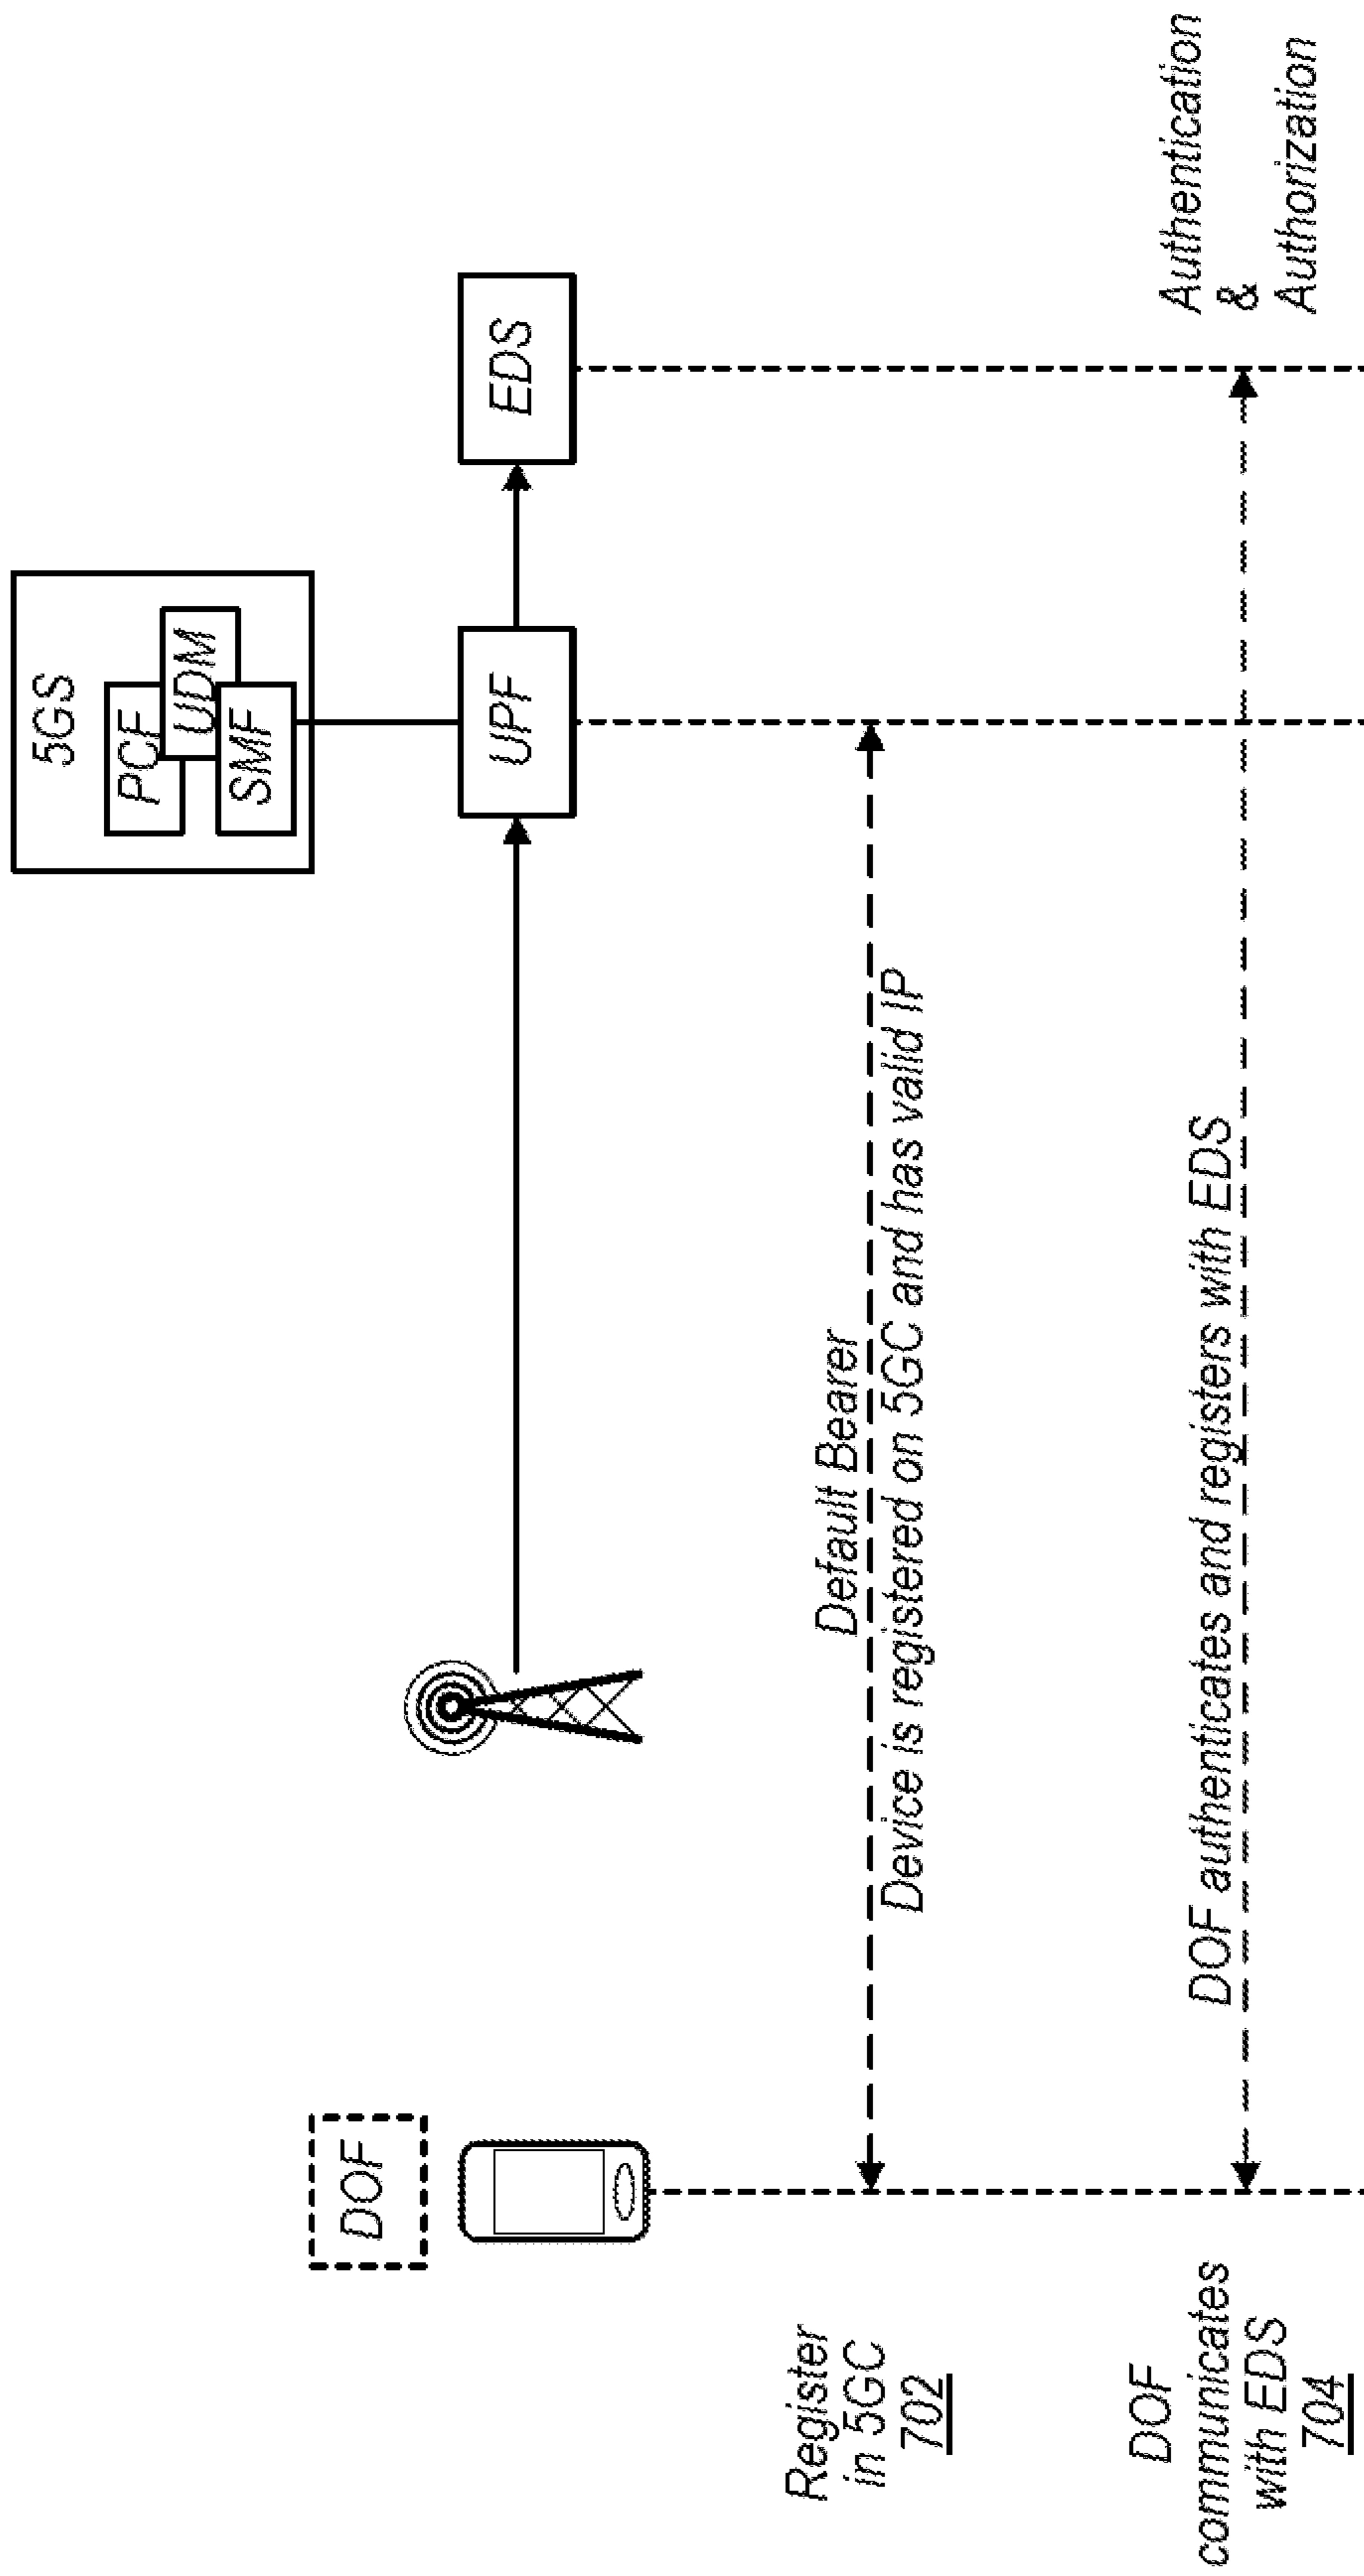 5GS
PCF
UDM
SMF
DOF
UPF
EDS
Register
in 5GC
702
Default Bearer
Device is registered on 5GC and has valid IP
DOF
communicates
with EDS
704
DOF authenticates and registers with EDS
Authentication
&
Authorization